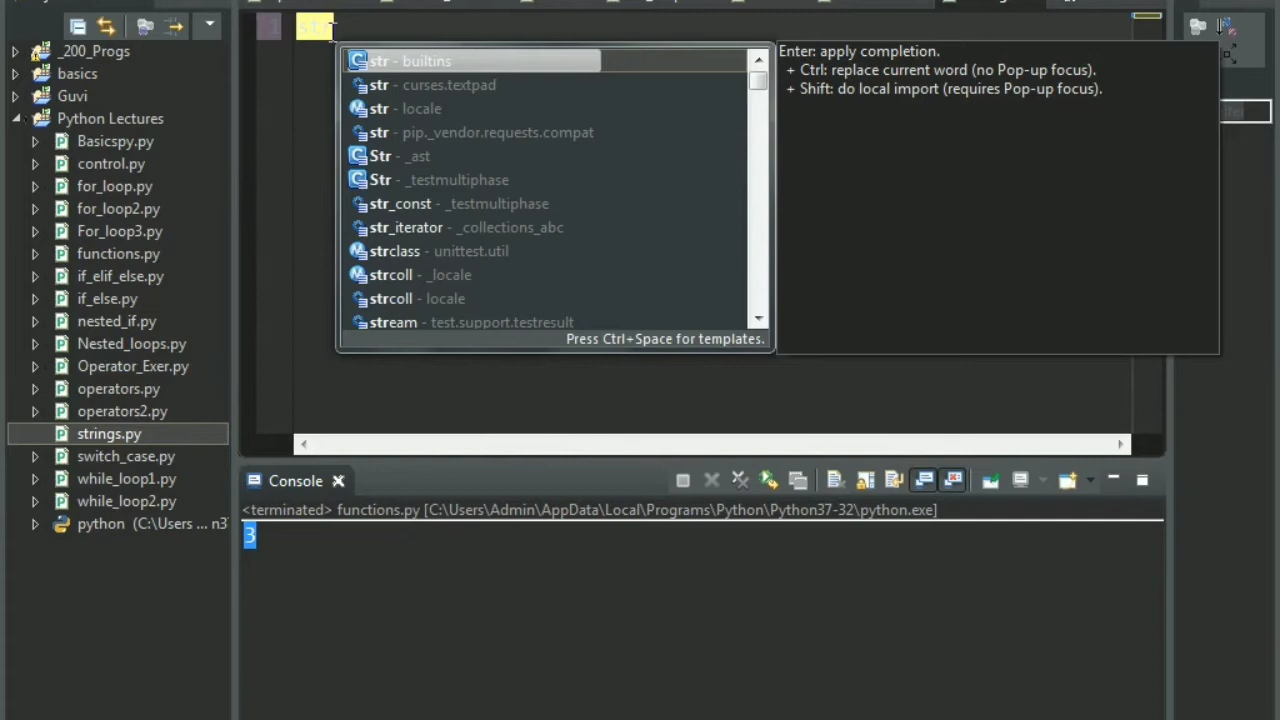 _200_Progs
basics
Guvi
Python Lectures
Basicspy.py
control.py
for_loop.py
for_loop2.py
For_loop3.py
functions.py
if_elif_else.py
if_else.py
nested_if.py
Nested_loops.py
Operator_Exer.py
operators.py
operators2.py
strings.py
switch_case.py
while_loop1.py
while_loop2.py
python (C:\Users ... n3
1 str
str - builtins
str - curses.textpad
str - locale
str - pip._vendor.requests.compat
Str - _ast
Str - _testmultiphase
str_const - _testmultiphase
str_iterator - _collections_abc
strclass - unittest.util
strcoll - _locale
strcoll - locale
stream - test.support.testresult
Press Ctrl+Space for templates.
Enter: apply completion.
+ Ctrl: replace current word (no Pop-up focus).
+ Shift: do local import (requires Pop-up focus).
Console
<terminated> functions.py [C:\Users\Admin\AppData\Local\Programs\Python\Python37-32\python.exe]
3